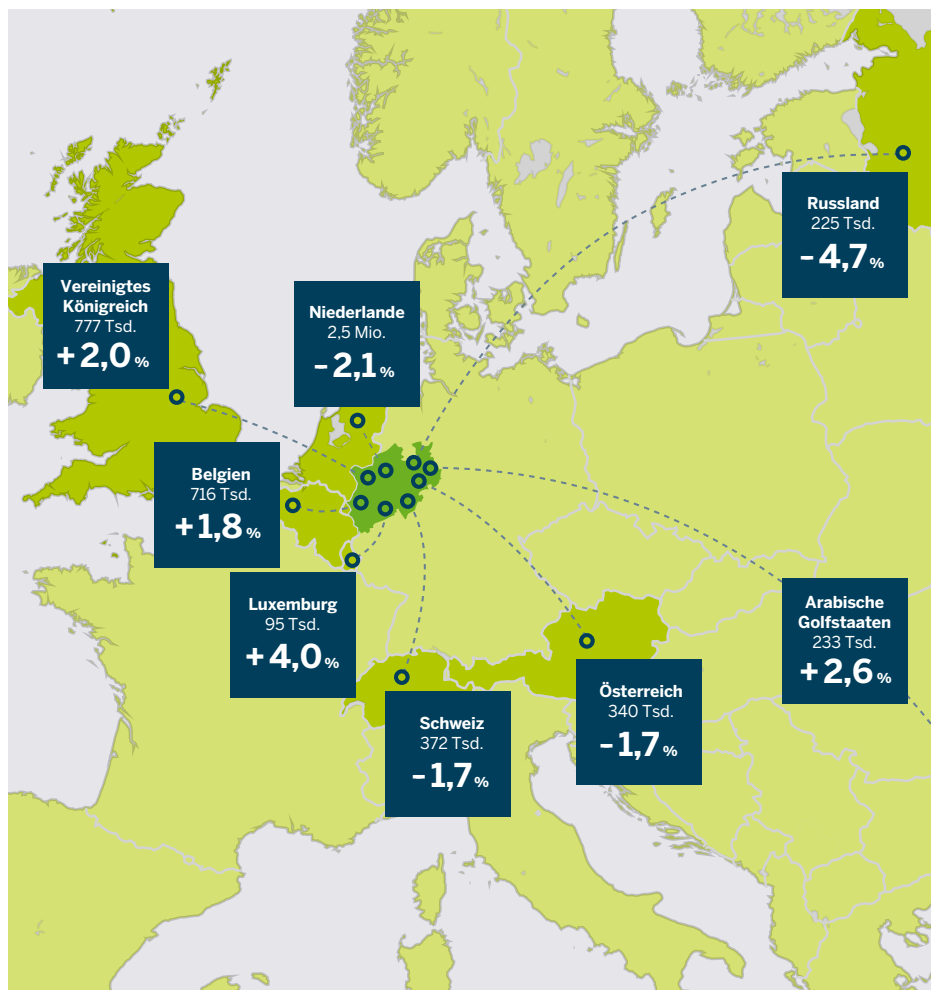 Russland
225 Tsd.
- 4,7 %
Vereinigtes
Königreich
777 Tsd.
+ 2,0 %
Niederlande
2,5 Mio.
- 2,1 %
Belgien
716 Tsd.
+ 1,8 %
Luxemburg
95 Tsd.
+ 4,0 %
Arabische
Golfstaaten
233 Tsd.
+ 2,6 %
Österreich
340 Tsd.
- 1,7 %
Schweiz
372 Tsd.
- 1,7 %